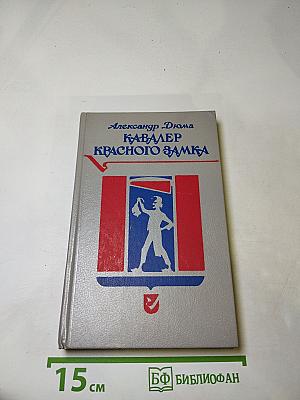 Александр Дюма
КАВАЛЕР
КРАСНОГО ЗАМКА
15 см
БФ БИБЛИОФАН